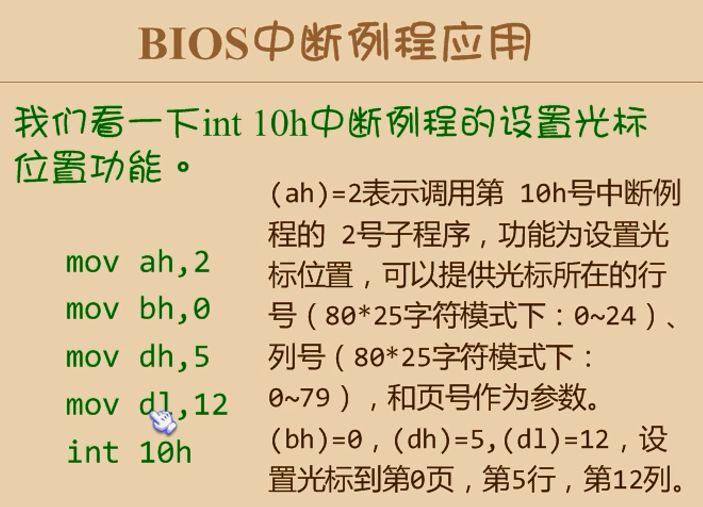 BIOS中断例程应用
我们看一下int 10h中断例程的设置光标
位置功能。
mov ah,2
mov bh,0
mov dh,5
mov dl,12
int 10h
(ah)=2表示调用第 10h号中断例
程的 2号子程序，功能为设置光
标位置，可以提供光标所在的行
号（80*25字符模式下：0~24）、
列号（80*25字符模式下：
0~79），和页号作为参数。
(bh)=0，(dh)=5,(dl)=12，设
置光标到第0页，第5行，第12列。